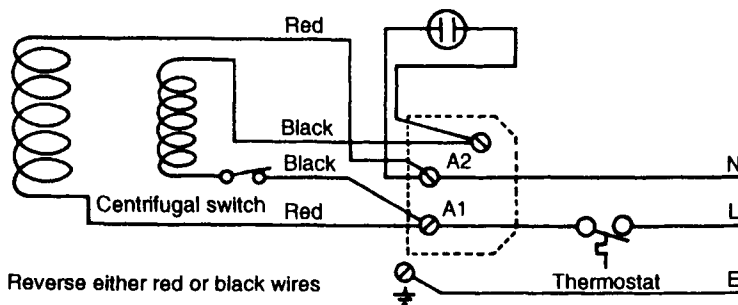 Red
Black
A2
N
Black
A1
L
Centrifugal switch
Red
Reverse either red or black wires
Thermostat
E